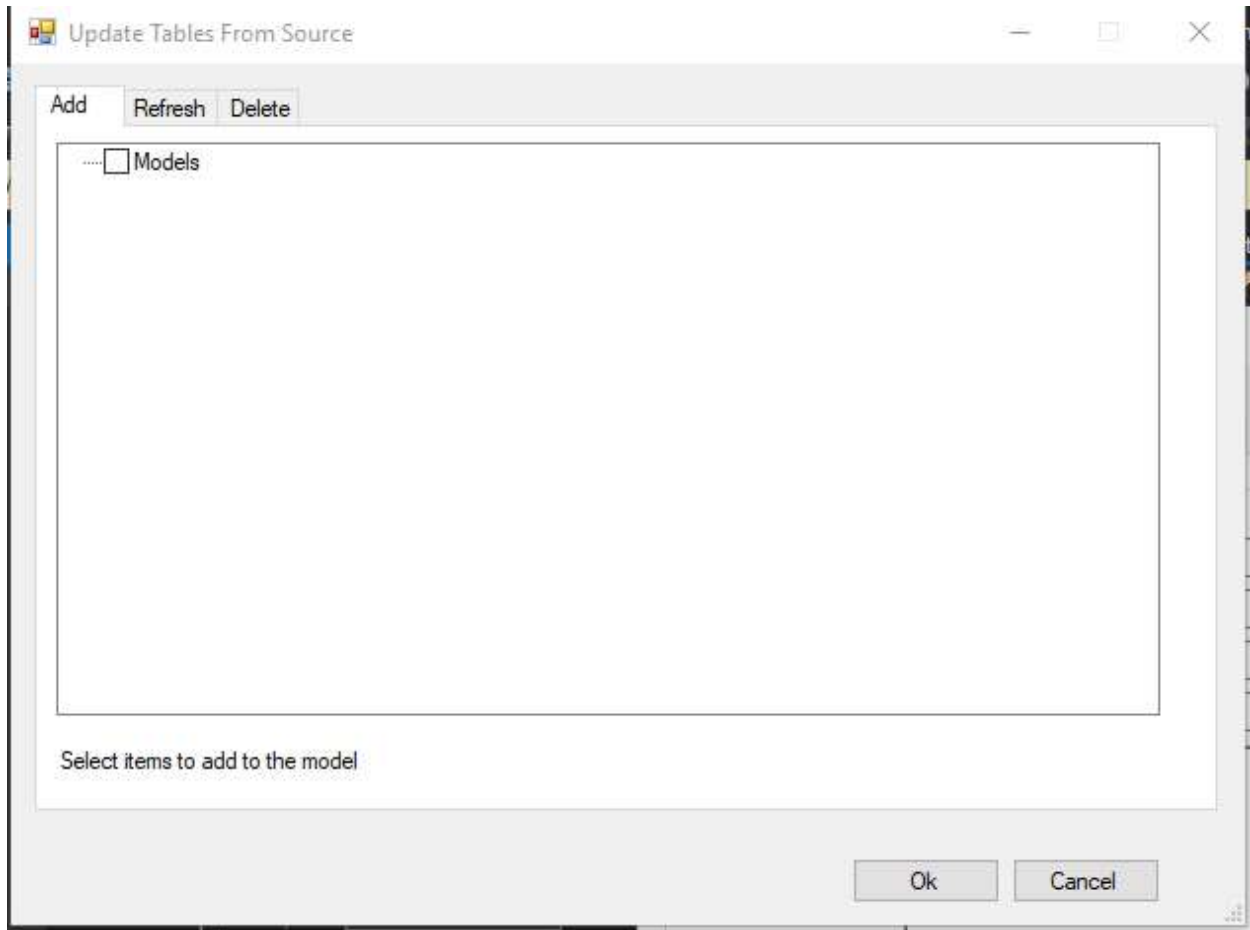 Update Tables From Source
Add Refresh Delete
Models
Select items to add to the model
Ok Cancel